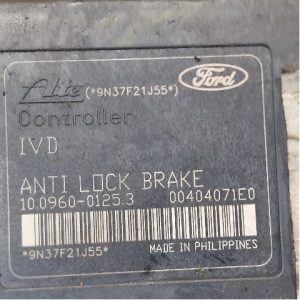 Ate (*9N37F21J55*) Ford
Controller
IVD
ANTI LOCK BRAKE
10.0960-0125.3 00404071E0
*9N37F21J55* MADE IN PHILIPPINES